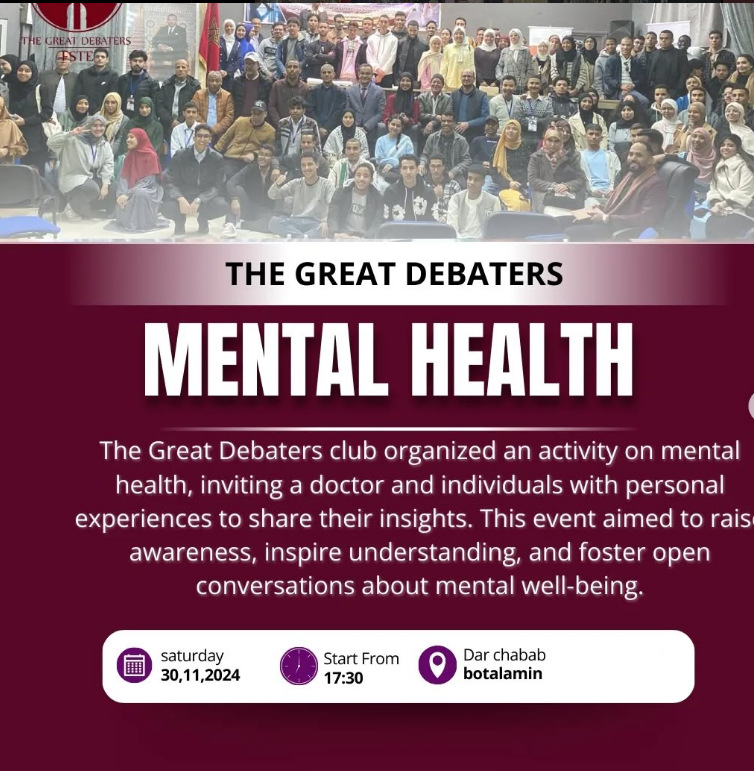 THE GREAT DEBATERS
ESTE
THE GREAT DEBATERS
MENTAL HEALTH
The Great Debaters club organized an activity on mental
health, inviting a doctor and individuals with personal
experiences to share their insights. This event aimed to rais
awareness, inspire understanding, and foster open
conversations about mental well-being.
saturday
30,11,2024
Start From
17:30
Dar chabab
botalamin